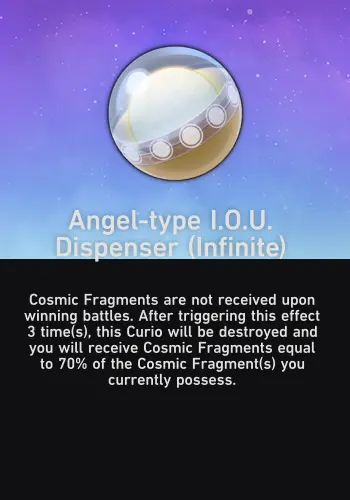 Angel-type I.O.U.
Dispenser (Infinite)
Cosmic Fragments are not received upon
winning battles. After triggering this effect
3 time(s), this Curio will be destroyed and
you will receive Cosmic Fragments equal
to 70% of the Cosmic Fragment(s) you
currently possess.